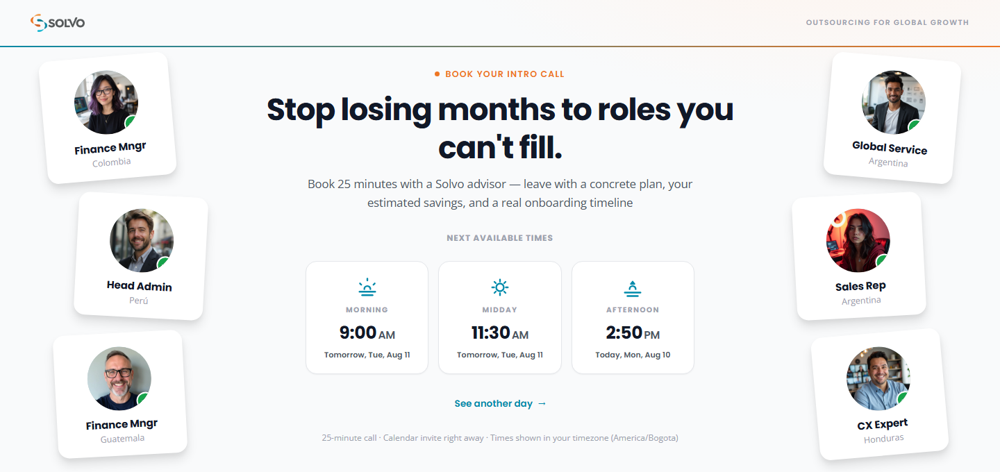 SOLVO
OUTSOURCING FOR GLOBAL GROWTH
BOOK YOUR INTRO CALL
Stop losing months to roles you
can't fill.
Book 25 minutes with a Solvo advisor — leave with a concrete plan, your
estimated savings, and a real onboarding timeline
NEXT AVAILABLE TIMES
MORNING
9:00 AM
Tomorrow, Tue, Aug 11
MIDDAY
11:30 AM
Tomorrow, Tue, Aug 11
AFTERNOON
2:50 PM
Today, Mon, Aug 10
See another day →
25-minute call · Calendar invite right away · Times shown in your timezone (America/Bogota)
Finance Mngr
Colombia
Head Admin
Perú
Finance Mngr
Guatemala
Global Service
Argentina
Sales Rep
Argentina
CX Expert
Honduras